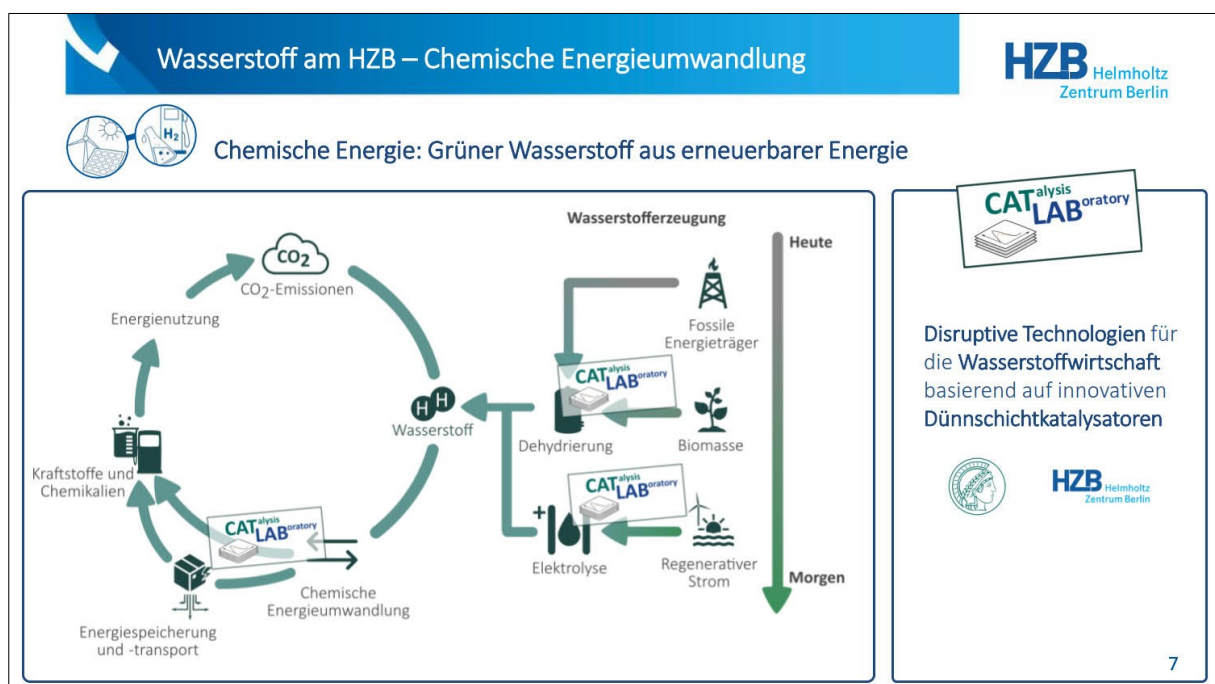 Wasserstoff am HZB – Chemische Energieumwandlung
HZB Helmholtz
Zentrum Berlin
H2
Chemische Energie: Grüner Wasserstoff aus erneuerbarer Energie
CO2
CO2-Emissionen
Energienutzung
Kraftstoffe und
Chemikalien
CATalysis
LABoratory
Energiespeicherung
und -transport
Chemische
Energieumwandlung
H H
Wasserstoff
Wasserstofferzeugung
Heute
Fossile
Energieträger
CATalysis
LABoratory
Dehydrierung
Biomasse
CATalysis
LABoratory
+
Elektrolyse
Regenerativer
Strom
Morgen
CATalysis
LABoratory
Disruptive Technologien für
die Wasserstoffwirtschaft
basierend auf innovativen
Dünnschichtkatalysatoren
HZB Helmholtz
Zentrum Berlin
7